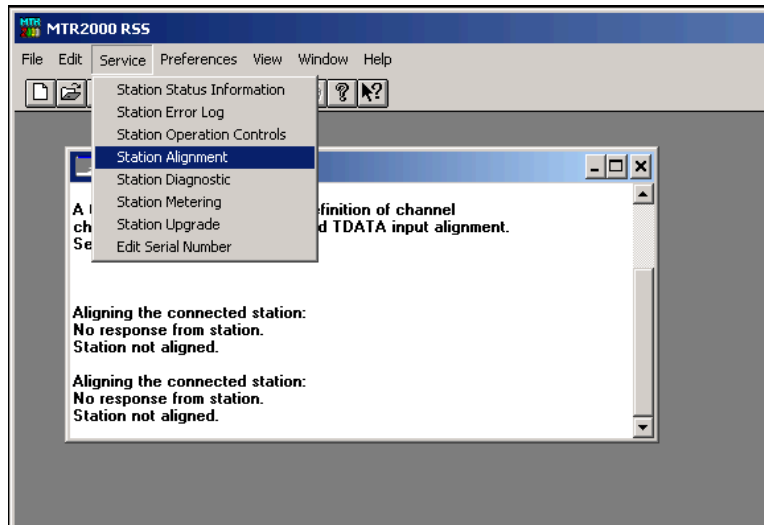 MTR2000 RSS
File Edit Service Preferences View Window Help
Station Status Information
Station Error Log
Station Operation Controls
Station Alignment
Station Diagnostic
Station Metering
Station Upgrade
Edit Serial Number
A
finition of channel
ch
d TDATA input alignment.
Se
Aligning the connected station:
No response from station.
Station not aligned.
Aligning the connected station:
No response from station.
Station not aligned.